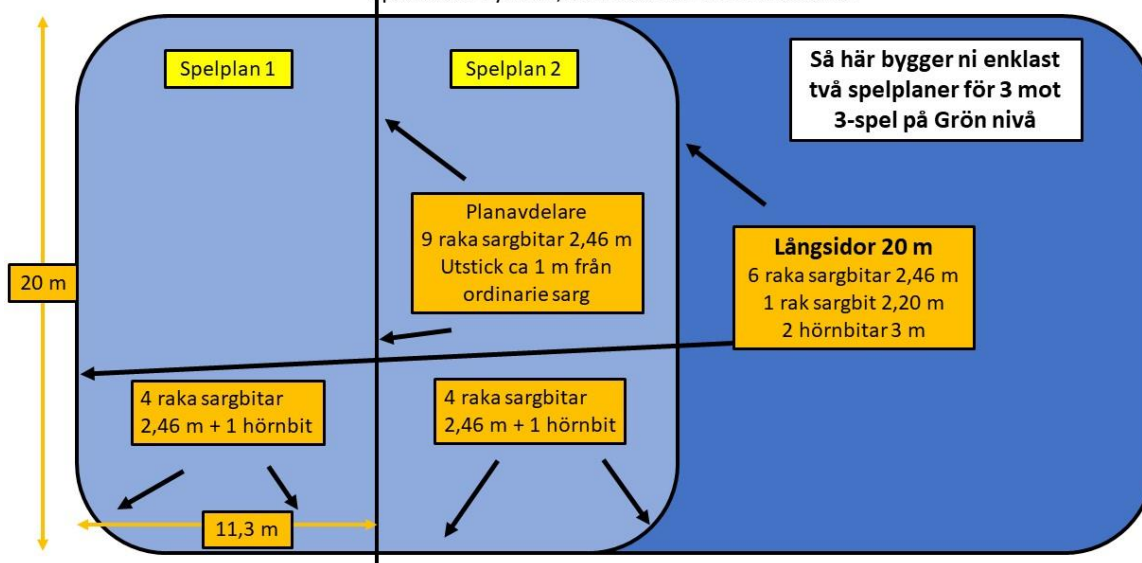 Spelplan 1
Spelplan 2
Så här bygger ni enklast
två spelplaner för 3 mot
3-spel på Grön nivå
Planavdelare
9 raka sargbitar 2,46 m
Utstick ca 1 m från
ordinarie sarg
Långsidor 20 m
6 raka sargbitar 2,46 m
1 rak sargbit 2,20 m
2 hörnbitar 3 m
20 m
4 raka sargbitar
2,46 m + 1 hörnbit
4 raka sargbitar
2,46 m + 1 hörnbit
11,3 m